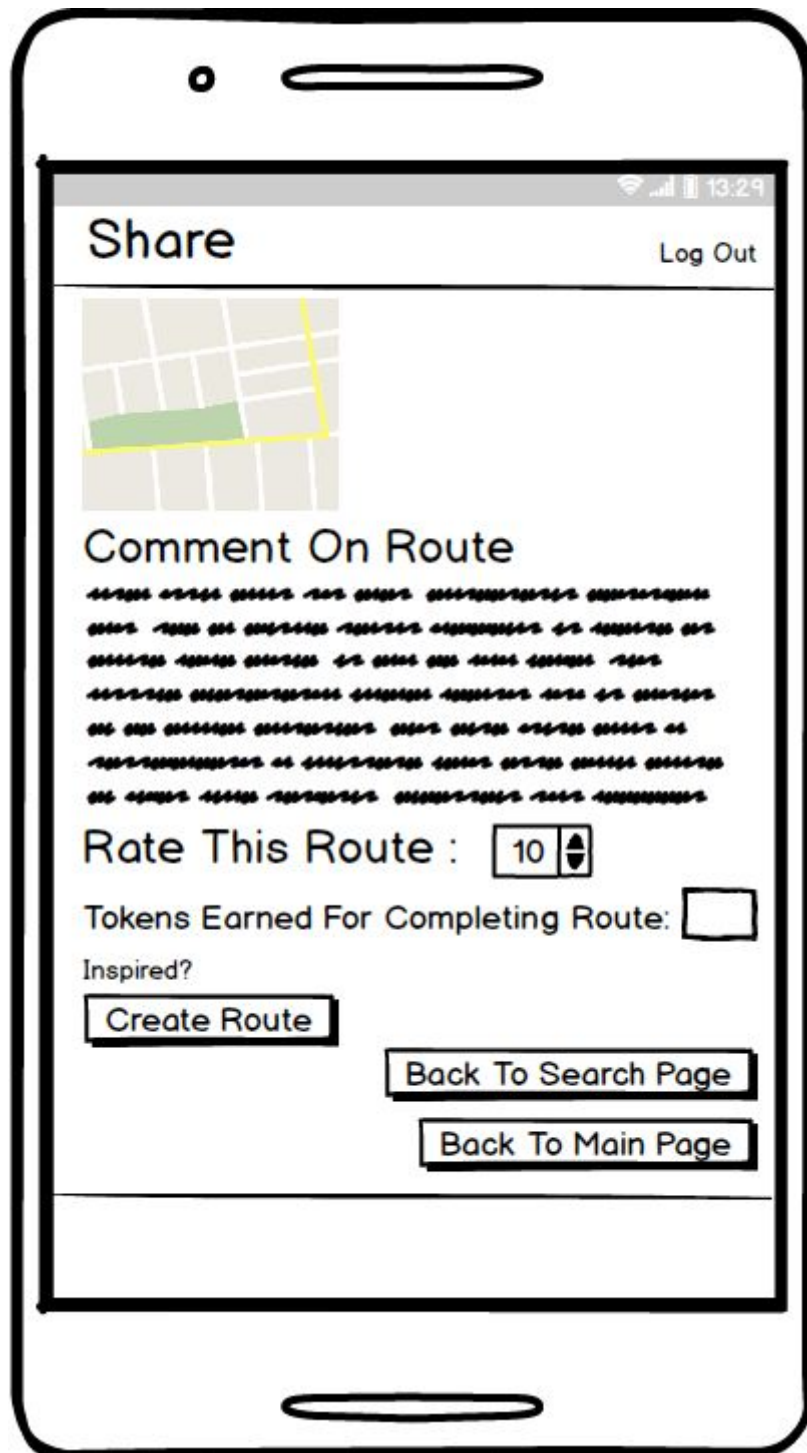 13:29
Share
Log Out
Comment On Route
Rate This Route : 10
Tokens Earned For Completing Route:
Inspired?
Create Route
Back To Search Page
Back To Main Page